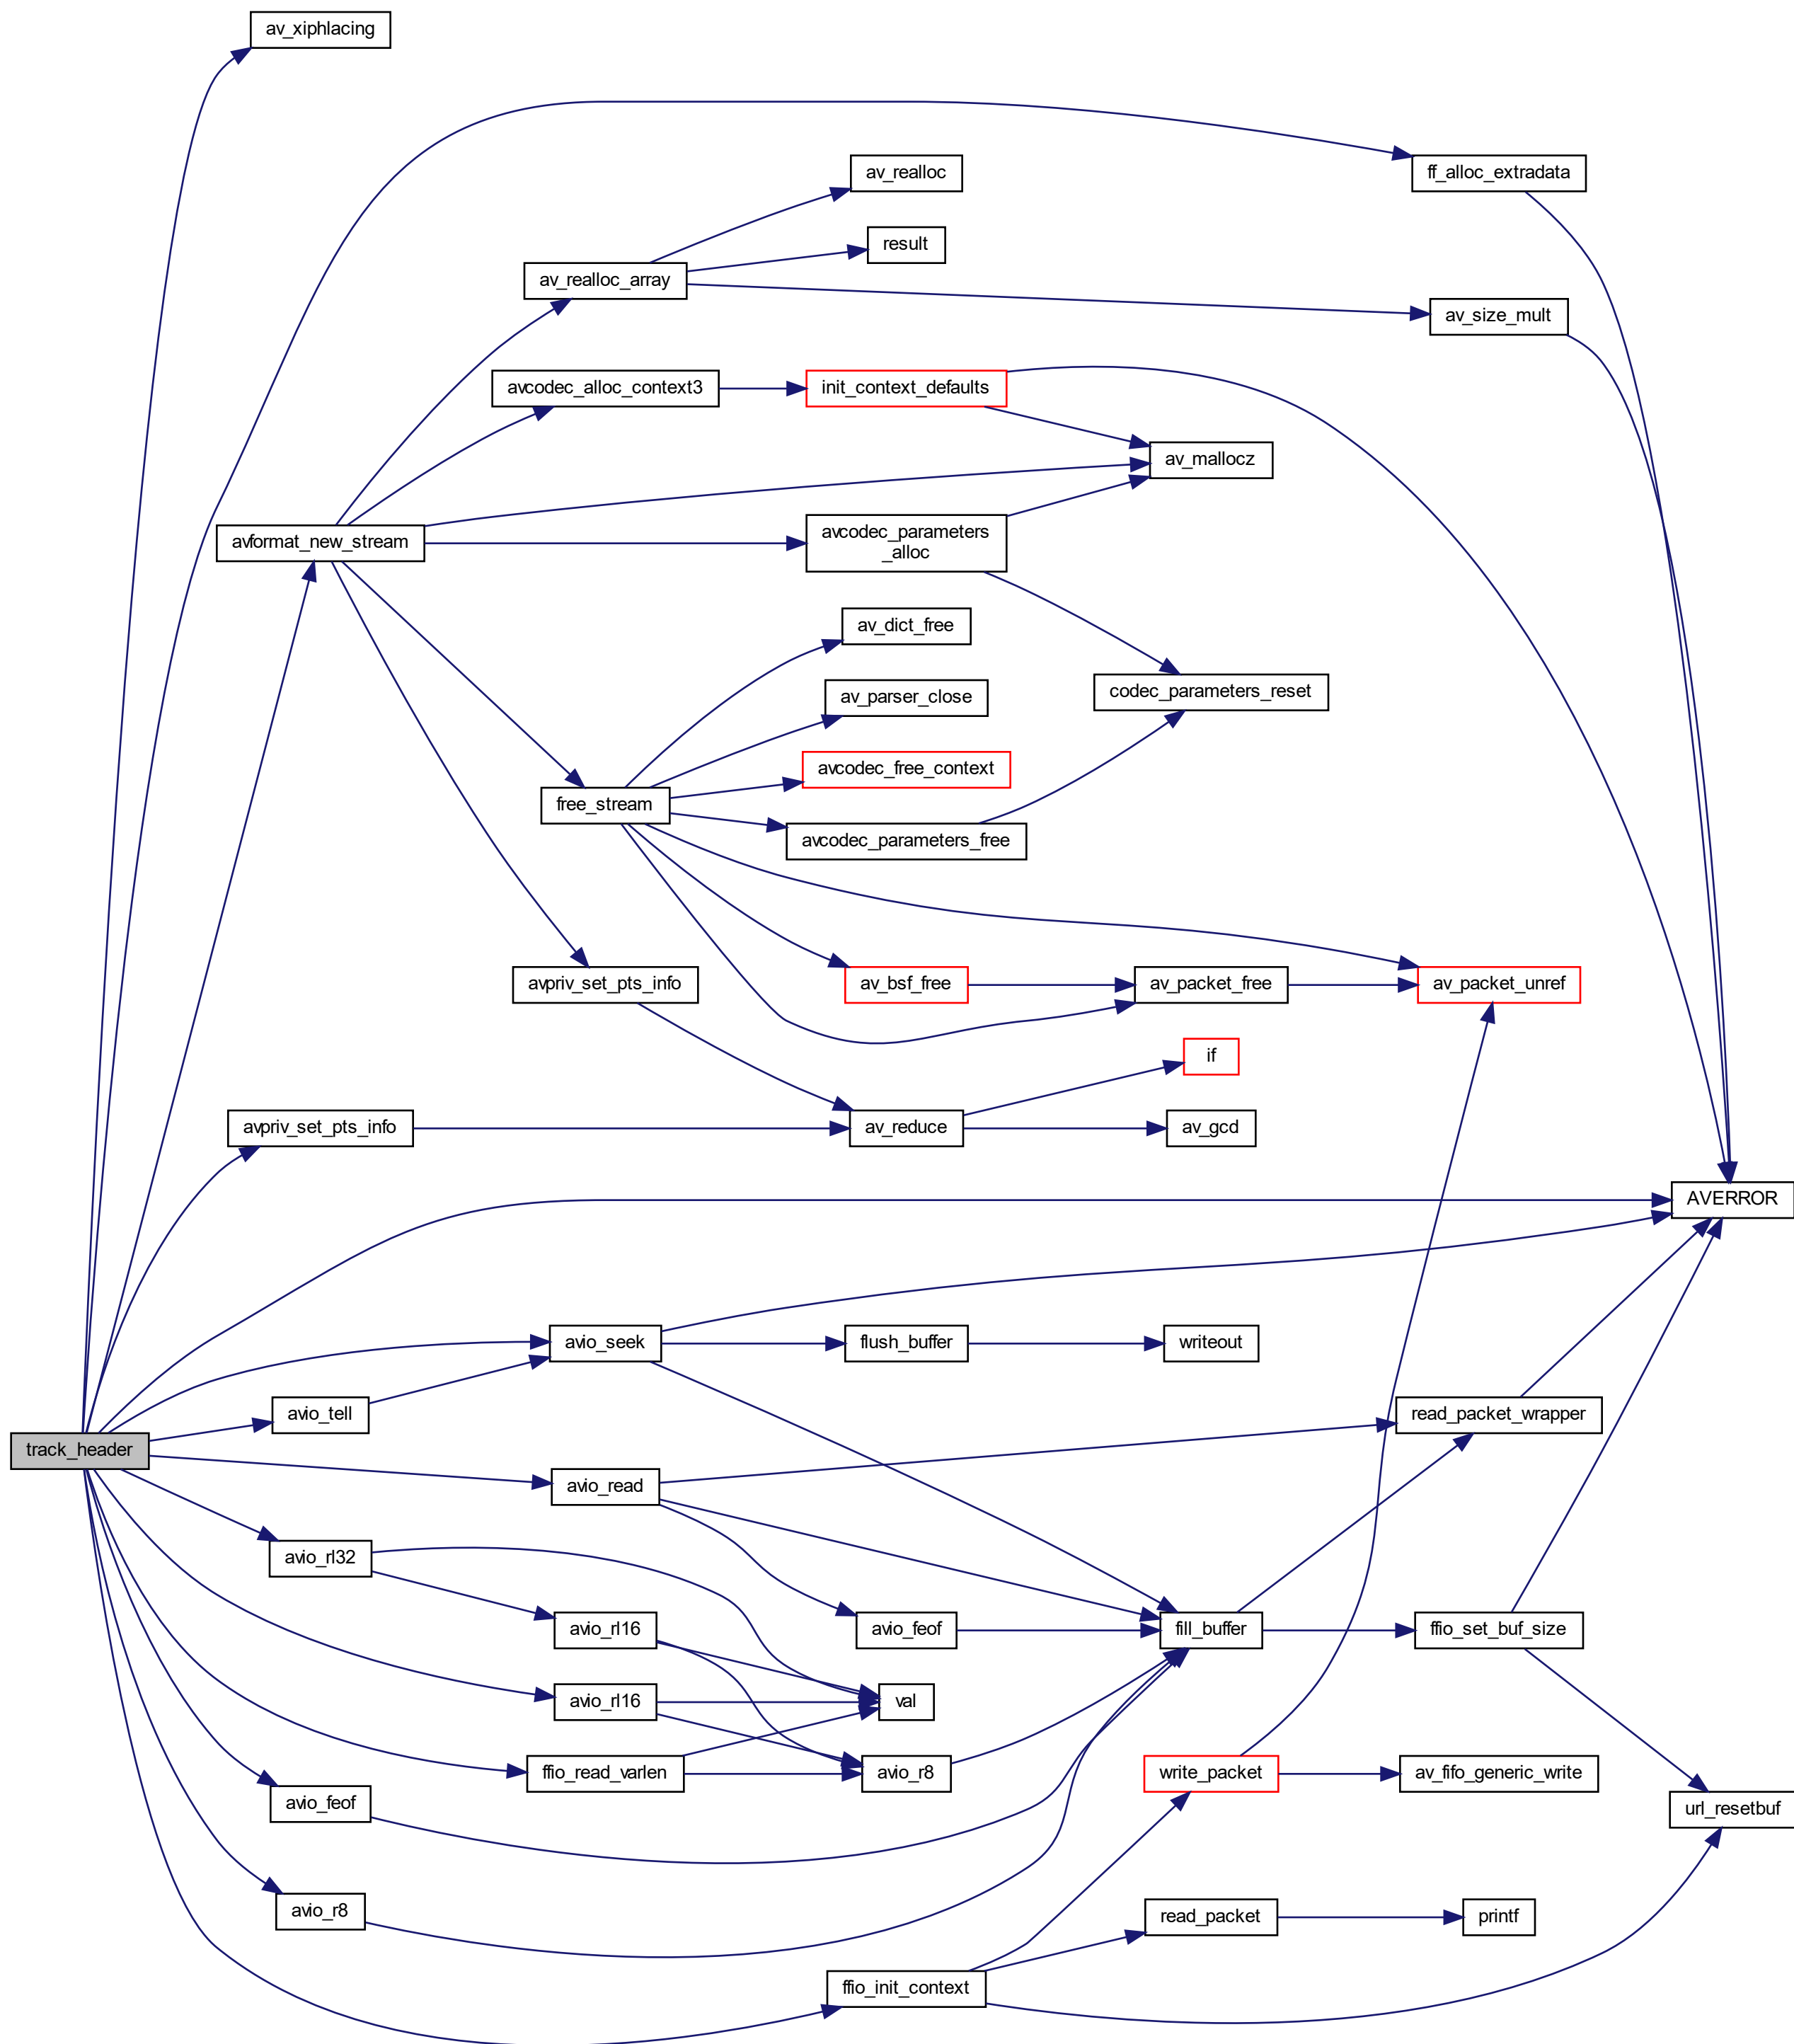 av_xiphlacing
ff_alloc_extradata
av_realloc
result
av_realloc_array
av_size_mult
avcodec_alloc_context3
init_context_defaults
av_mallocz
avformat_new_stream
avcodec_parameters
_alloc
av_dict_free
av_parser_close
codec_parameters_reset
avcodec_free_context
free_stream
avcodec_parameters_free
avpriv_set_pts_info
av_bsf_free
av_packet_free
av_packet_unref
if
avpriv_set_pts_info
av_reduce
av_gcd
AVERROR
avio_seek
flush_buffer
writeout
avio_tell
read_packet_wrapper
track_header
avio_read
avio_rl32
avio_rl16
avio_feof
fill_buffer
ffio_set_buf_size
avio_rl16
val
ffio_read_varlen
avio_r8
write_packet
av_fifo_generic_write
avio_feof
url_resetbuf
avio_r8
read_packet
printf
ffio_init_context